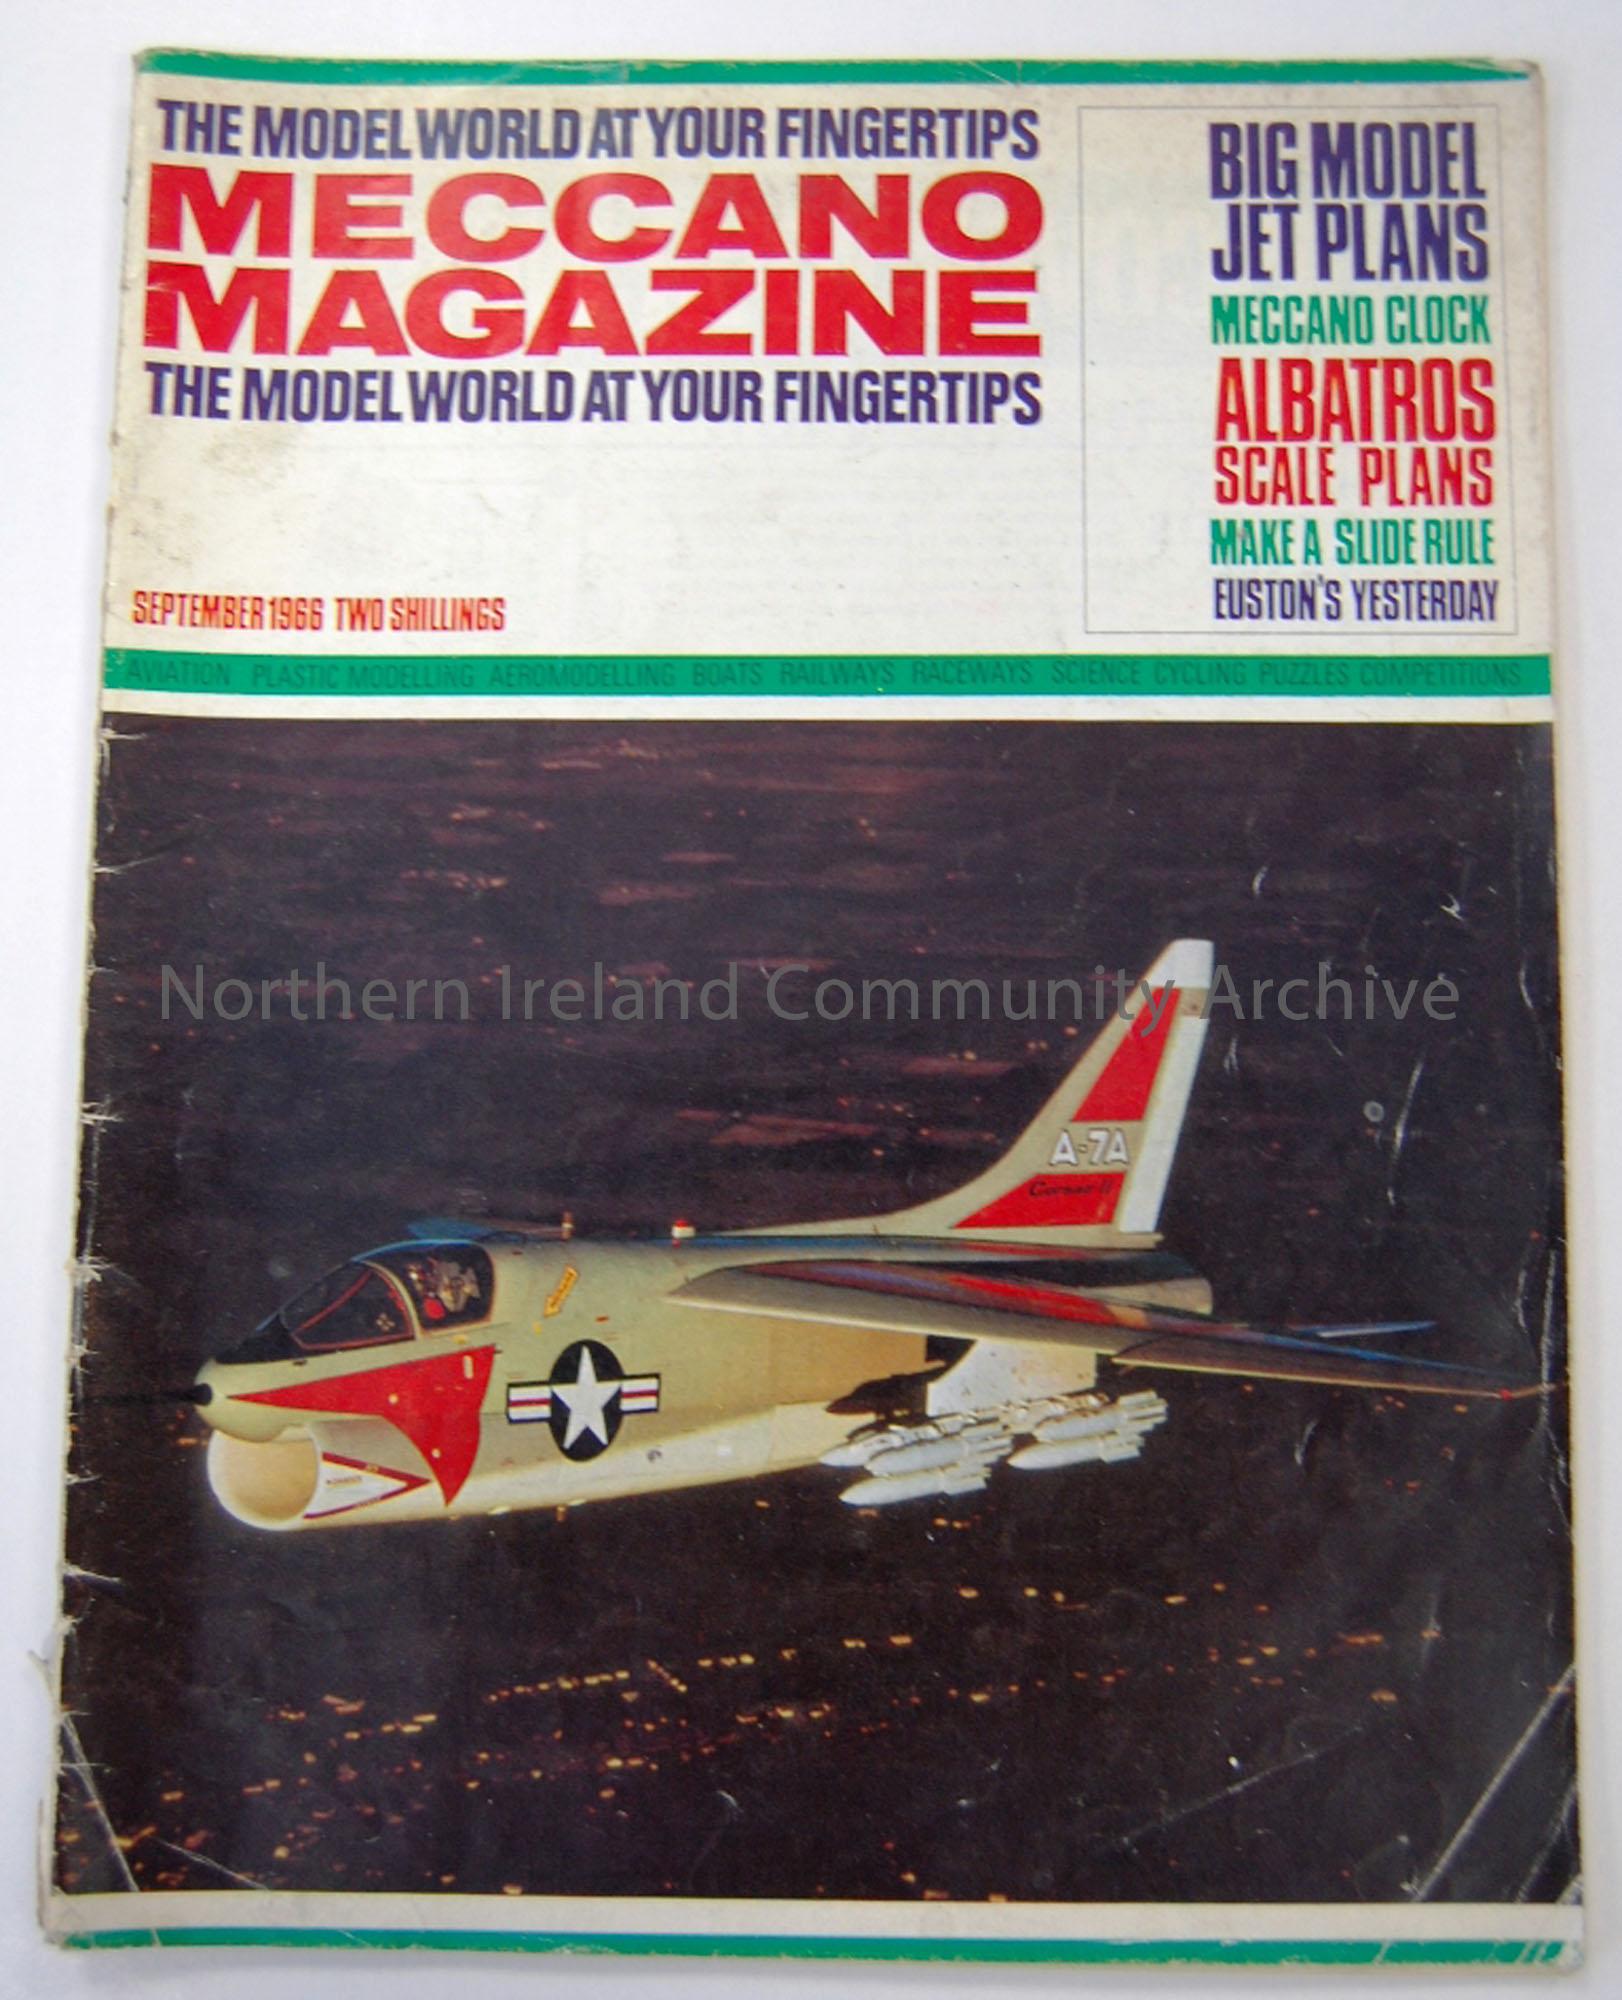 THE MODEL WORLD AT YOUR FINGERTIPS
MECCANO
MAGAZINE
THE MODEL WORLD AT YOUR FINGERTIPS
SEPTEMBER 1966 TWO SHILLINGS
BIG MODEL
JET PLANS
MECCANO CLOCK
ALBATROS
SCALE PLANS
MAKE A SLIDE RULE
EUSTON'S YESTERDAY
AVIATION PLASTIC MODELLING AEROMODELLING BOATS RAILWAYS RACEWAYS SCIENCE CYCLING PUZZLES COMPETITIONS
Northern Ireland Community Archive
A-7A
Corsair II